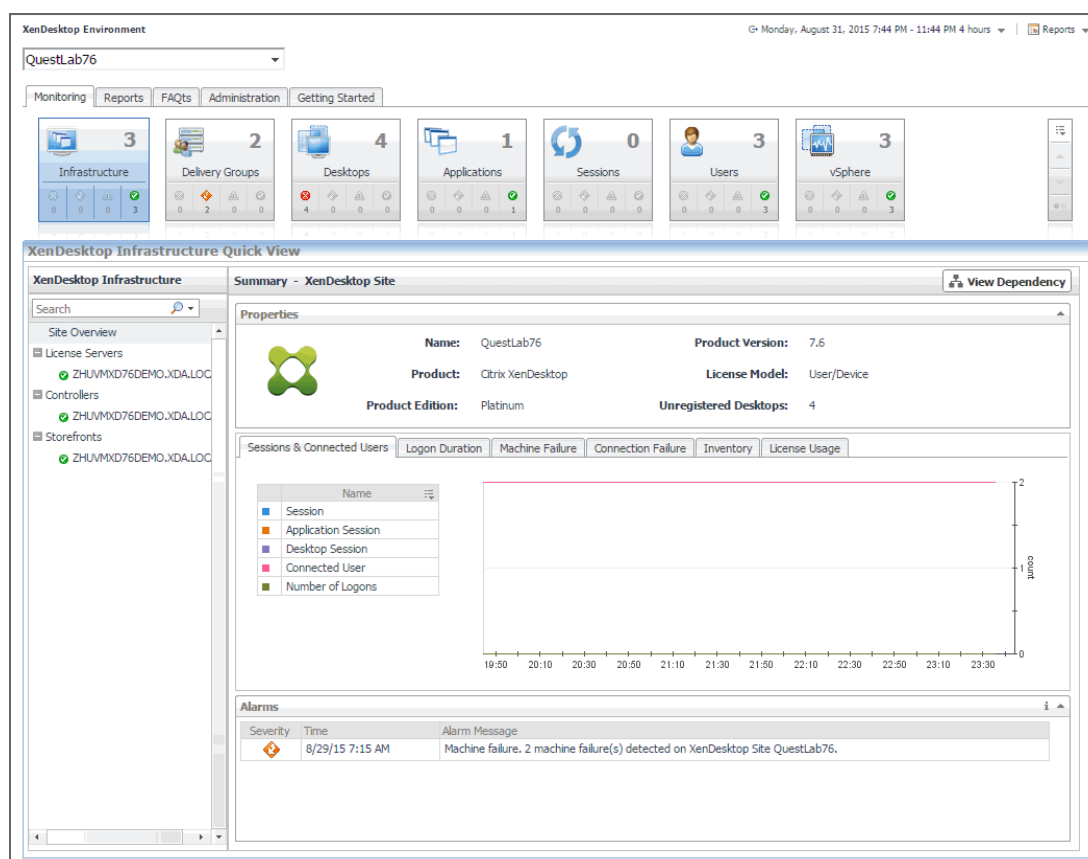 XenDesktop Environment
Monday, August 31, 2015 7:44 PM - 11:44 PM 4 hours
Reports
QuestLab76
Monitoring Reports FAQts Administration Getting Started
3 2 4 1 0 3 3
Infrastructure Delivery Groups Desktops Applications Sessions Users vSphere
0 0 0 3 0 2 0 0 4 0 0 0 0 0 0 1 0 0 0 0 0 0 0 3 0 0 0 3
XenDesktop Infrastructure Quick View
XenDesktop Infrastructure
Search
Site Overview
License Servers
ZHUVMXD76DEMO.XDA.LOC
Controllers
ZHUVMXD76DEMO.XDA.LOC
Storefronts
ZHUVMXD76DEMO.XDA.LOC
Summary - XenDesktop Site
View Dependency
Properties
Name: QuestLab76 Product Version: 7.6
Product: Citrix XenDesktop License Model: User/Device
Product Edition: Platinum Unregistered Desktops: 4
Sessions & Connected Users Logon Duration Machine Failure Connection Failure Inventory License Usage
Name
Session
Application Session
Desktop Session
Connected User
Number of Logons
2
1
0
count
19:50 20:10 20:30 20:50 21:10 21:30 21:50 22:10 22:30 22:50 23:10 23:30
Alarms
i
Severity Time Alarm Message
8/29/15 7:15 AM Machine failure. 2 machine failure(s) detected on XenDesktop Site QuestLab76.